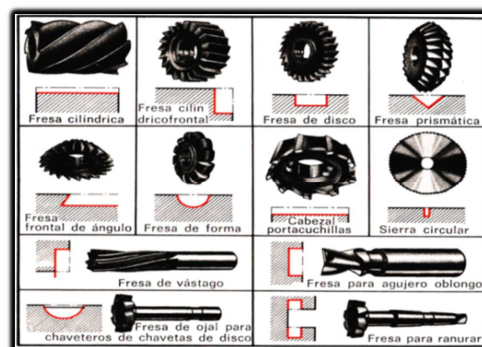 Fresa cilíndrica
Fresa cilín
dricofrontal
Fresa de disco
Fresa prismática
Fresa
frontal de ángulo
Fresa de forma
Cabezal
portacuchillas
Sierra circular
Fresa de vástago
Fresa para agujero oblongo
Fresa de ojal para
chaveteros de chavetas de disco
Fresa para ranurar